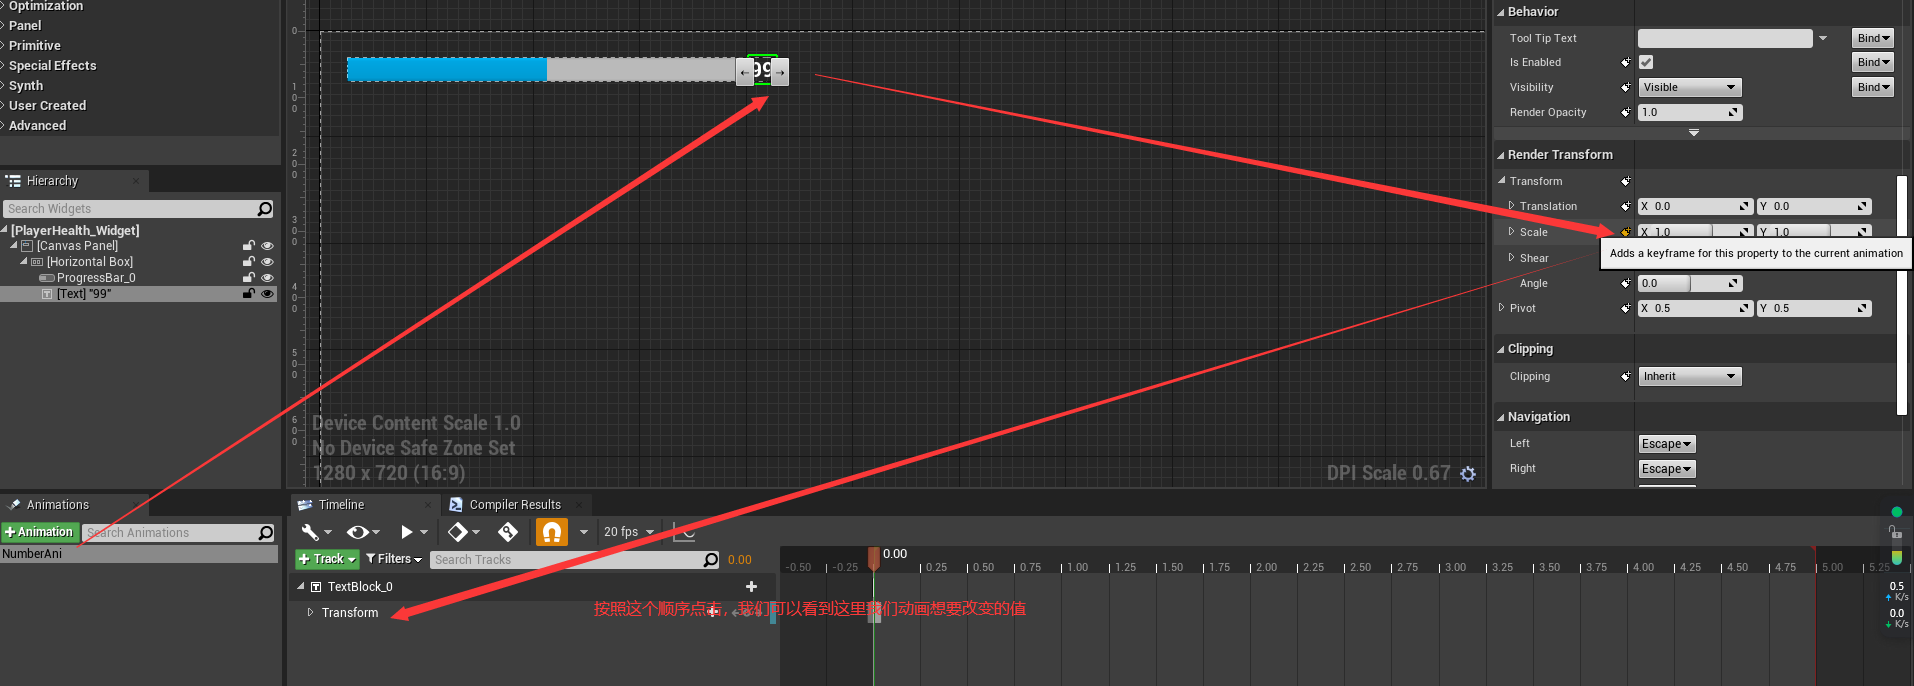 Optimization
Panel
Primitive
Special Effects
Synth
User Created
Advanced
Hierarchy
Search Widgets
[PlayerHealth_Widget]
[Canvas Panel]
[Horizontal Box]
ProgressBar_0
[Text] "99"
0
100
200
300
400
500
600
99
Device Content Scale 1.0
No Device Safe Zone Set
1280 x 720 (16:9)
DPI Scale 0.67
Behavior
Tool Tip Text
Bind
Is Enabled
Bind
Visibility
Visible
Bind
Render Opacity
1.0
Render Transform
Transform
Translation
X 0.0
Y 0.0
Scale
X 1.0
Y 1.0
Adds a keyframe for this property to the current animation
Shear
Angle
0.0
Pivot
X 0.5
Y 0.5
Clipping
Clipping
Inherit
Navigation
Left
Escape
Right
Escape
Animations
+ Animation
Search Animations
NumberAni
Timeline
Compiler Results
20 fps
+ Track
Filters
Search Tracks
0.00
TextBlock_0
Transform
按照这个顺序点击，我们可以看到这里我们动画想要改变的值
0.00
-0.50 -0.25 0.25 0.50 0.75 1.00 1.25 1.50 1.75 2.00 2.25 2.50 2.75 3.00 3.25 3.50 3.75 4.00 4.25 4.50 4.75 5.00 5.25
0.5
K/s
0.0
K/s